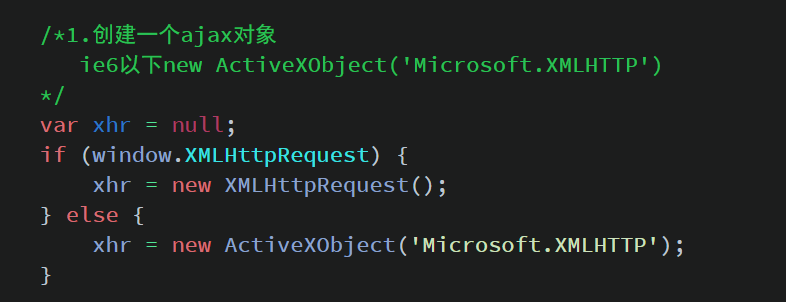 /*1.创建一个ajax对象
   ie6以下new ActiveXObject('Microsoft.XMLHTTP')
*/
var xhr = null;
if (window.XMLHttpRequest) {
    xhr = new XMLHttpRequest();
} else {
    xhr = new ActiveXObject('Microsoft.XMLHTTP');
}